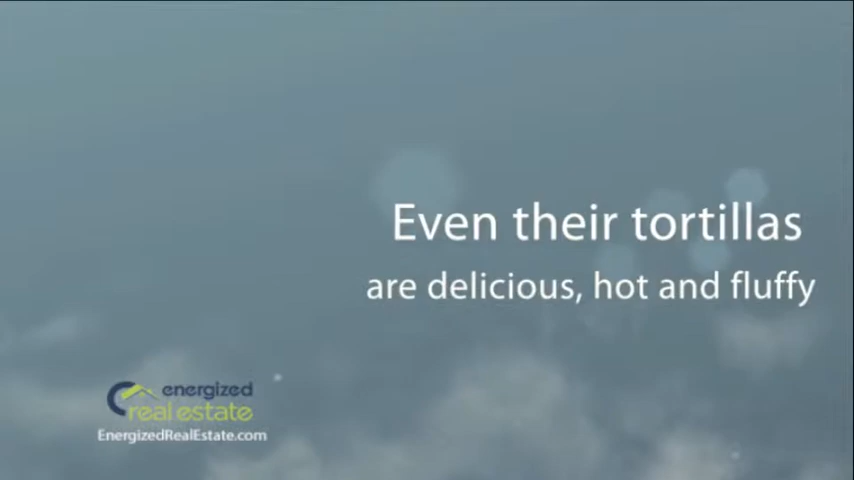 Even their tortillas
are delicious, hot and fluffy
energized
real estate
EnergizedRealEstate.com